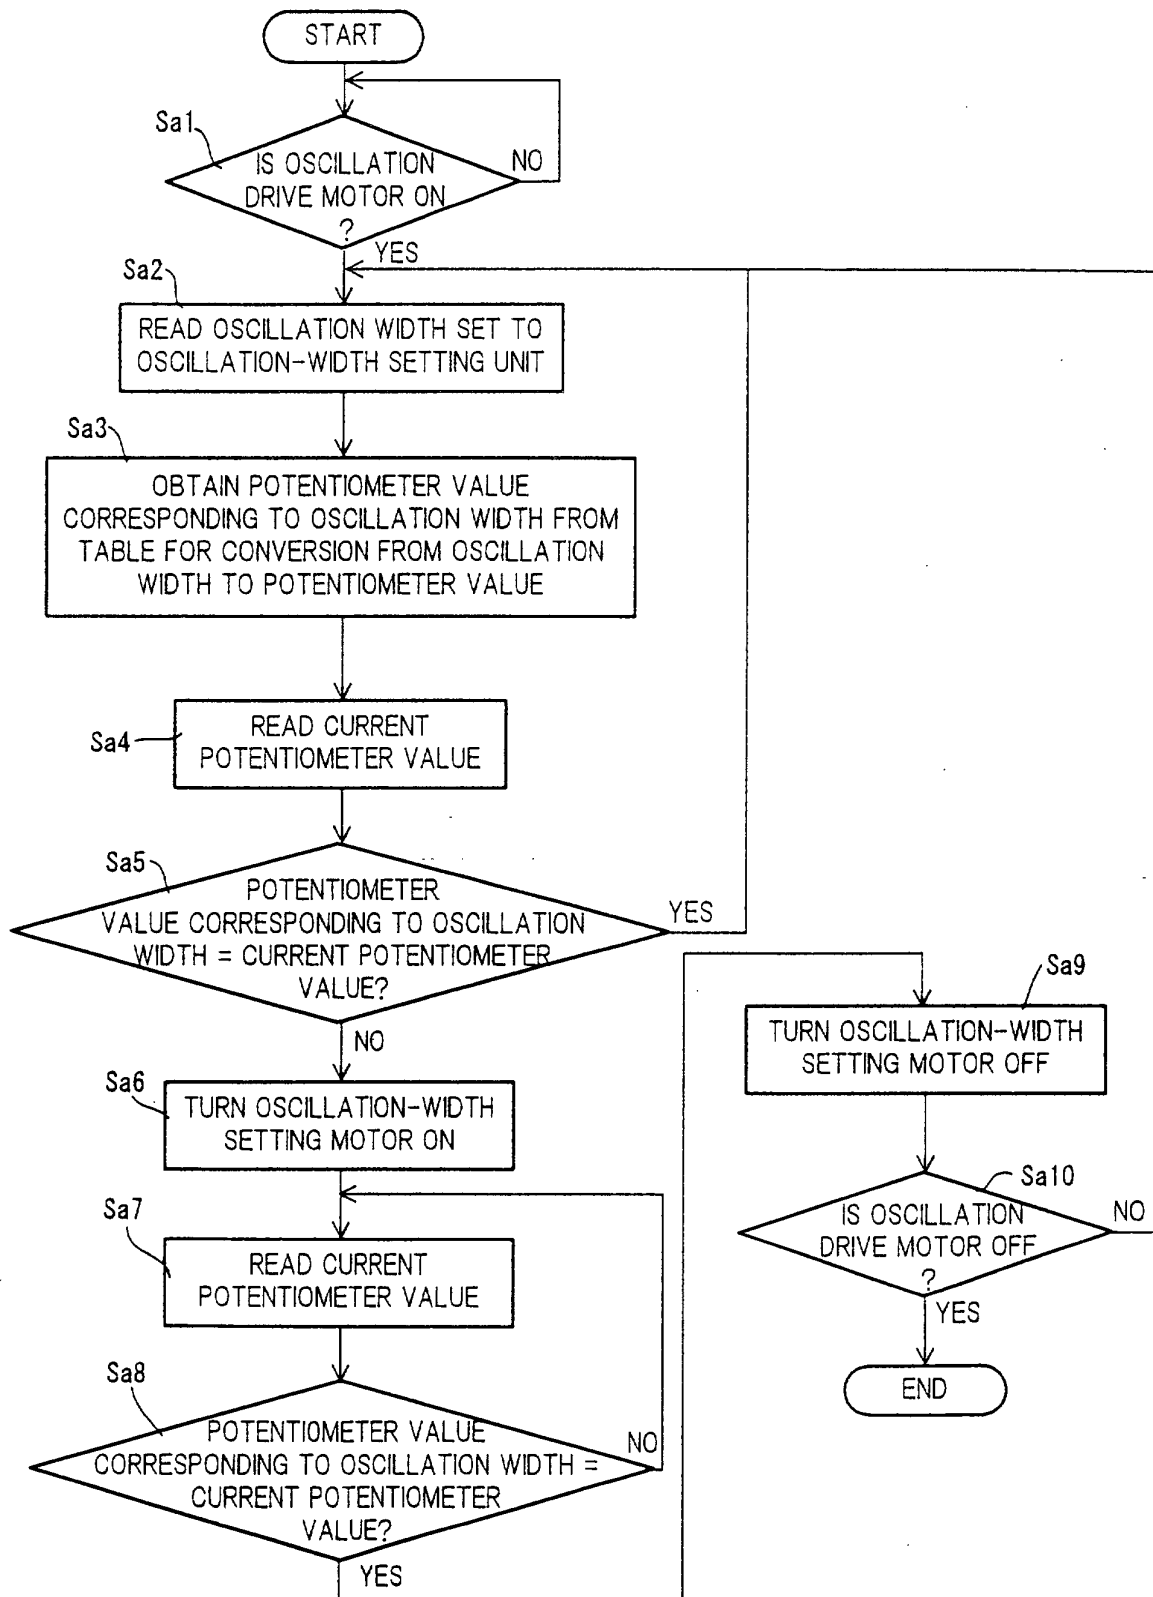 START
Sa1
IS OSCILLATION
DRIVE MOTOR ON
?
NO
YES
Sa2
READ OSCILLATION WIDTH SET TO
OSCILLATION-WIDTH SETTING UNIT
Sa3
OBTAIN POTENTIOMETER VALUE
CORRESPONDING TO OSCILLATION WIDTH FROM
TABLE FOR CONVERSION FROM OSCILLATION
WIDTH TO POTENTIOMETER VALUE
Sa4
READ CURRENT
POTENTIOMETER VALUE
Sa5
POTENTIOMETER
VALUE CORRESPONDING TO OSCILLATION
WIDTH = CURRENT POTENTIOMETER
VALUE?
YES
NO
Sa6
TURN OSCILLATION-WIDTH
SETTING MOTOR ON
Sa7
READ CURRENT
POTENTIOMETER VALUE
Sa8
POTENTIOMETER VALUE
CORRESPONDING TO OSCILLATION WIDTH =
CURRENT POTENTIOMETER
VALUE?
NO
YES
Sa9
TURN OSCILLATION-WIDTH
SETTING MOTOR OFF
Sa10
IS OSCILLATION
DRIVE MOTOR OFF
?
NO
YES
END